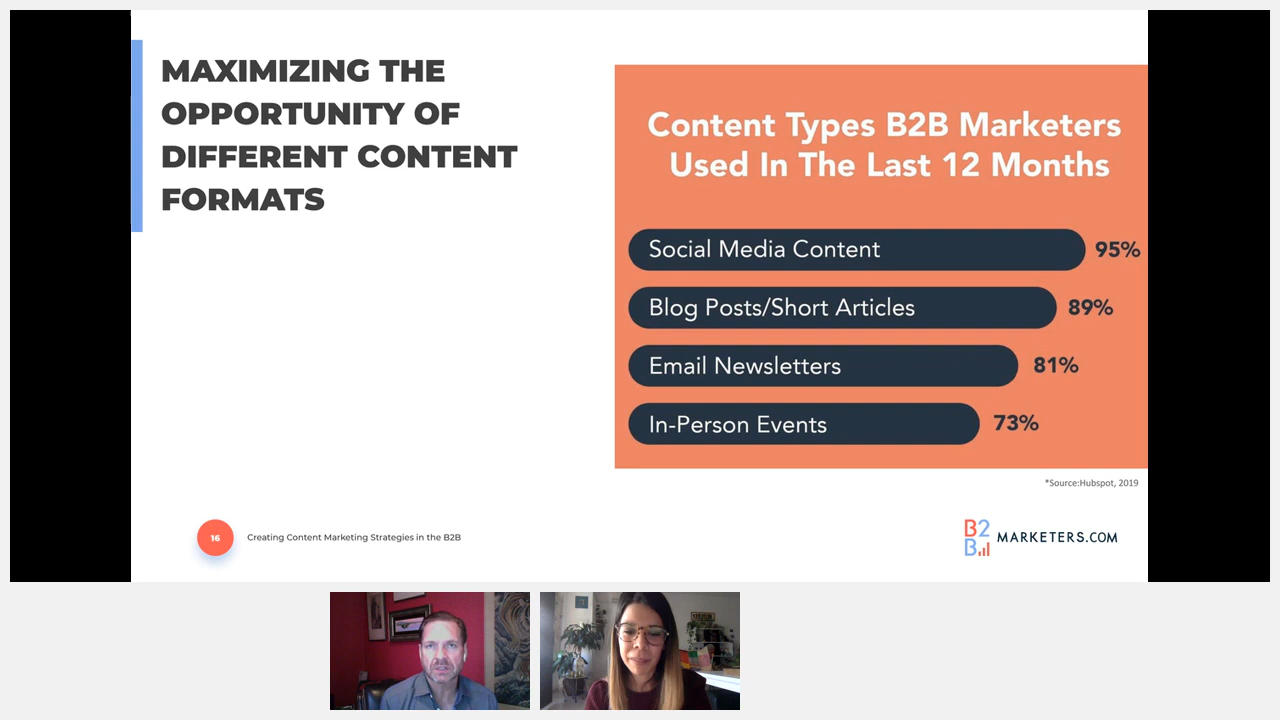 MAXIMIZING THE
OPPORTUNITY OF
DIFFERENT CONTENT
FORMATS
Content Types B2B Marketers
Used In The Last 12 Months
Social Media Content 95%
Blog Posts/Short Articles 89%
Email Newsletters 81%
In-Person Events 73%
*Source:Hubspot, 2019
16 Creating Content Marketing Strategies in the B2B
B2B MARKETERS.COM